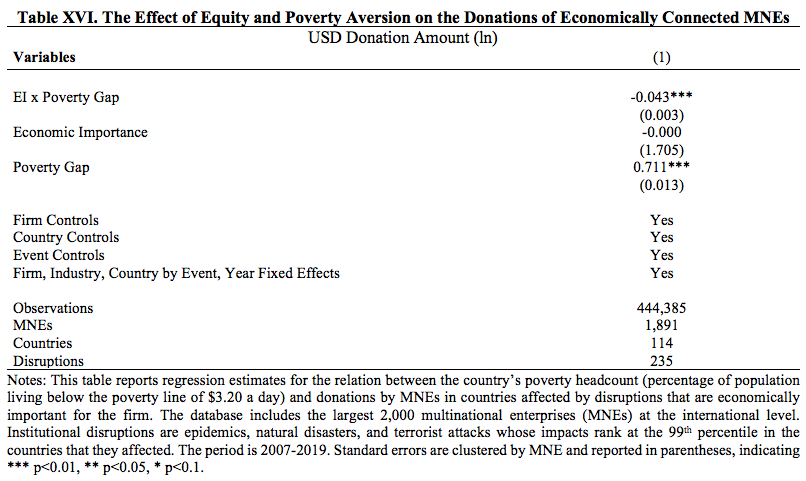 Table XVI. The Effect of Equity and Poverty Aversion on the Donations of Economically Connected MNEs
USD Donation Amount (ln)
Variables (1)
EI x Poverty Gap -0.043***
(0.003)
Economic Importance -0.000
(1.705)
Poverty Gap 0.711***
(0.013)
Firm Controls Yes
Country Controls Yes
Event Controls Yes
Firm, Industry, Country by Event, Year Fixed Effects Yes
Observations 444,385
MNEs 1,891
Countries 114
Disruptions 235
Notes: This table reports regression estimates for the relation between the country's poverty headcount (percentage of population
living below the poverty line of $3.20 a day) and donations by MNEs in countries affected by disruptions that are economically
important for the firm. The database includes the largest 2,000 multinational enterprises (MNEs) at the international level.
Institutional disruptions are epidemics, natural disasters, and terrorist attacks whose impacts rank at the 99th percentile in the
countries that they affected. The period is 2007-2019. Standard errors are clustered by MNE and reported in parentheses, indicating
*** p<0.01, ** p<0.05, * p<0.1.